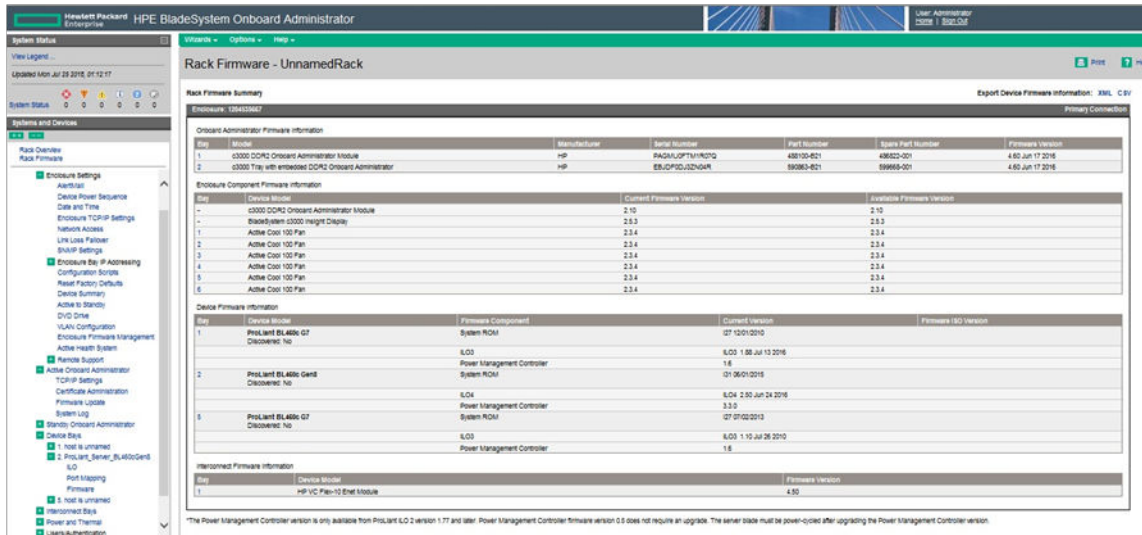 Hewlett Packard Enterprise
HPE BladeSystem Onboard Administrator
User: Administrator
Home | Sign Out
System Status
View Legend ...
Updated Mon Jul 25 2016, 01:12:17
System Status 0 0 0 0 0 0
Systems and Devices
Rack Overview
Rack Firmware
Enclosure Settings
AlertMail
Device Power Sequence
Date and Time
Enclosure TCP/IP Settings
Network Access
Link Loss Failover
SNMP Settings
Enclosure Bay IP Addressing
Configuration Scripts
Reset Factory Defaults
Device Summary
Active to Standby
DVD Drive
VLAN Configuration
Enclosure Firmware Management
Active Health System
Remote Support
Active Onboard Administrator
TCP/IP Settings
Certificate Administration
Firmware Update
System Log
Standby Onboard Administrator
Device Bays
1. host is unnamed
2. ProLiant_Server_BL460cGen8
iLO
Port Mapping
Firmware
5. host is unnamed
Interconnect Bays
Power and Thermal
Users/Authentication
Wizards Options Help
Rack Firmware - UnnamedRack
Print
Rack Firmware Summary
Export Device Firmware Information: XML CSV
Enclosure: Primary Connection
Onboard Administrator Firmware Information
Bay Model Manufacturer Serial Number Part Number Spare Part Number Firmware Version
1 c3000 DDR2 Onboard Administrator Module HP 488100-B21 4.60 Jun 17 2016
2 c3000 Tray with embedded DDR2 Onboard Administrator HP 4.60 Jun 17 2016
Enclosure Component Firmware Information
Bay Device Model Current Firmware Version Available Firmware Version
- c3000 DDR2 Onboard Administrator Module 2.10 2.10
- BladeSystem c3000 Insight Display 2.5.3 2.5.3
1 Active Cool 100 Fan 2.3.4 2.3.4
2 Active Cool 100 Fan 2.3.4 2.3.4
3 Active Cool 100 Fan 2.3.4 2.3.4
4 Active Cool 100 Fan 2.3.4 2.3.4
5 Active Cool 100 Fan 2.3.4 2.3.4
6 Active Cool 100 Fan 2.3.4 2.3.4
Device Firmware Information
Bay Device Model Firmware Component Current Version Firmware ISO Version
1 ProLiant BL460c G7 System ROM I27 12/01/2010
Discovered: No
iLO3 iLO3 1.88 Jul 13 2016
Power Management Controller 1.6
2 ProLiant BL460c Gen8 System ROM I31 06/01/2015
Discovered: No
iLO4 iLO4 2.50 Jun 24 2016
Power Management Controller 3.3.0
5 ProLiant BL460c G7 System ROM I27 07/02/2013
Discovered: No
iLO3 iLO3 1.10 Jul 26 2010
Power Management Controller 1.6
Interconnect Firmware Information
Bay Device Model Firmware Version
1 HP VC Flex-10 Enet Module 4.50
*The Power Management Controller version is only available from ProLiant iLO 2 version 1.77 and later. Power Management Controller firmware version 0.8 does not require an upgrade. The server blade must be power-cycled after upgrading the Power Management Controller version.